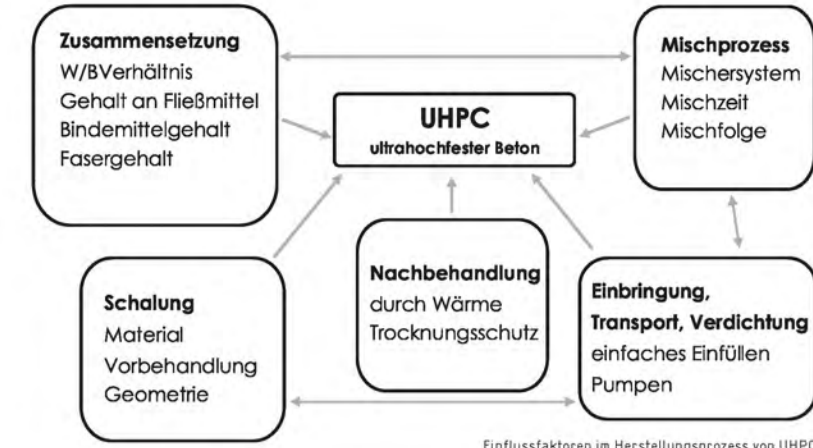 Zusammensetzung
W/BVerhältnis
Gehalt an Fließmittel
Bindemittelgehalt
Fasergehalt
Mischprozess
Mischersystem
Mischzeit
Mischfolge
UHPC
ultrahochfester Beton
Schalung
Material
Vorbehandlung
Geometrie
Nachbehandlung
durch Wärme
Trocknungsschutz
Einbringung,
Transport, Verdichtung
einfaches Einfüllen
Pumpen
Einflussfaktoren im Herstellungsprozess von UHPC